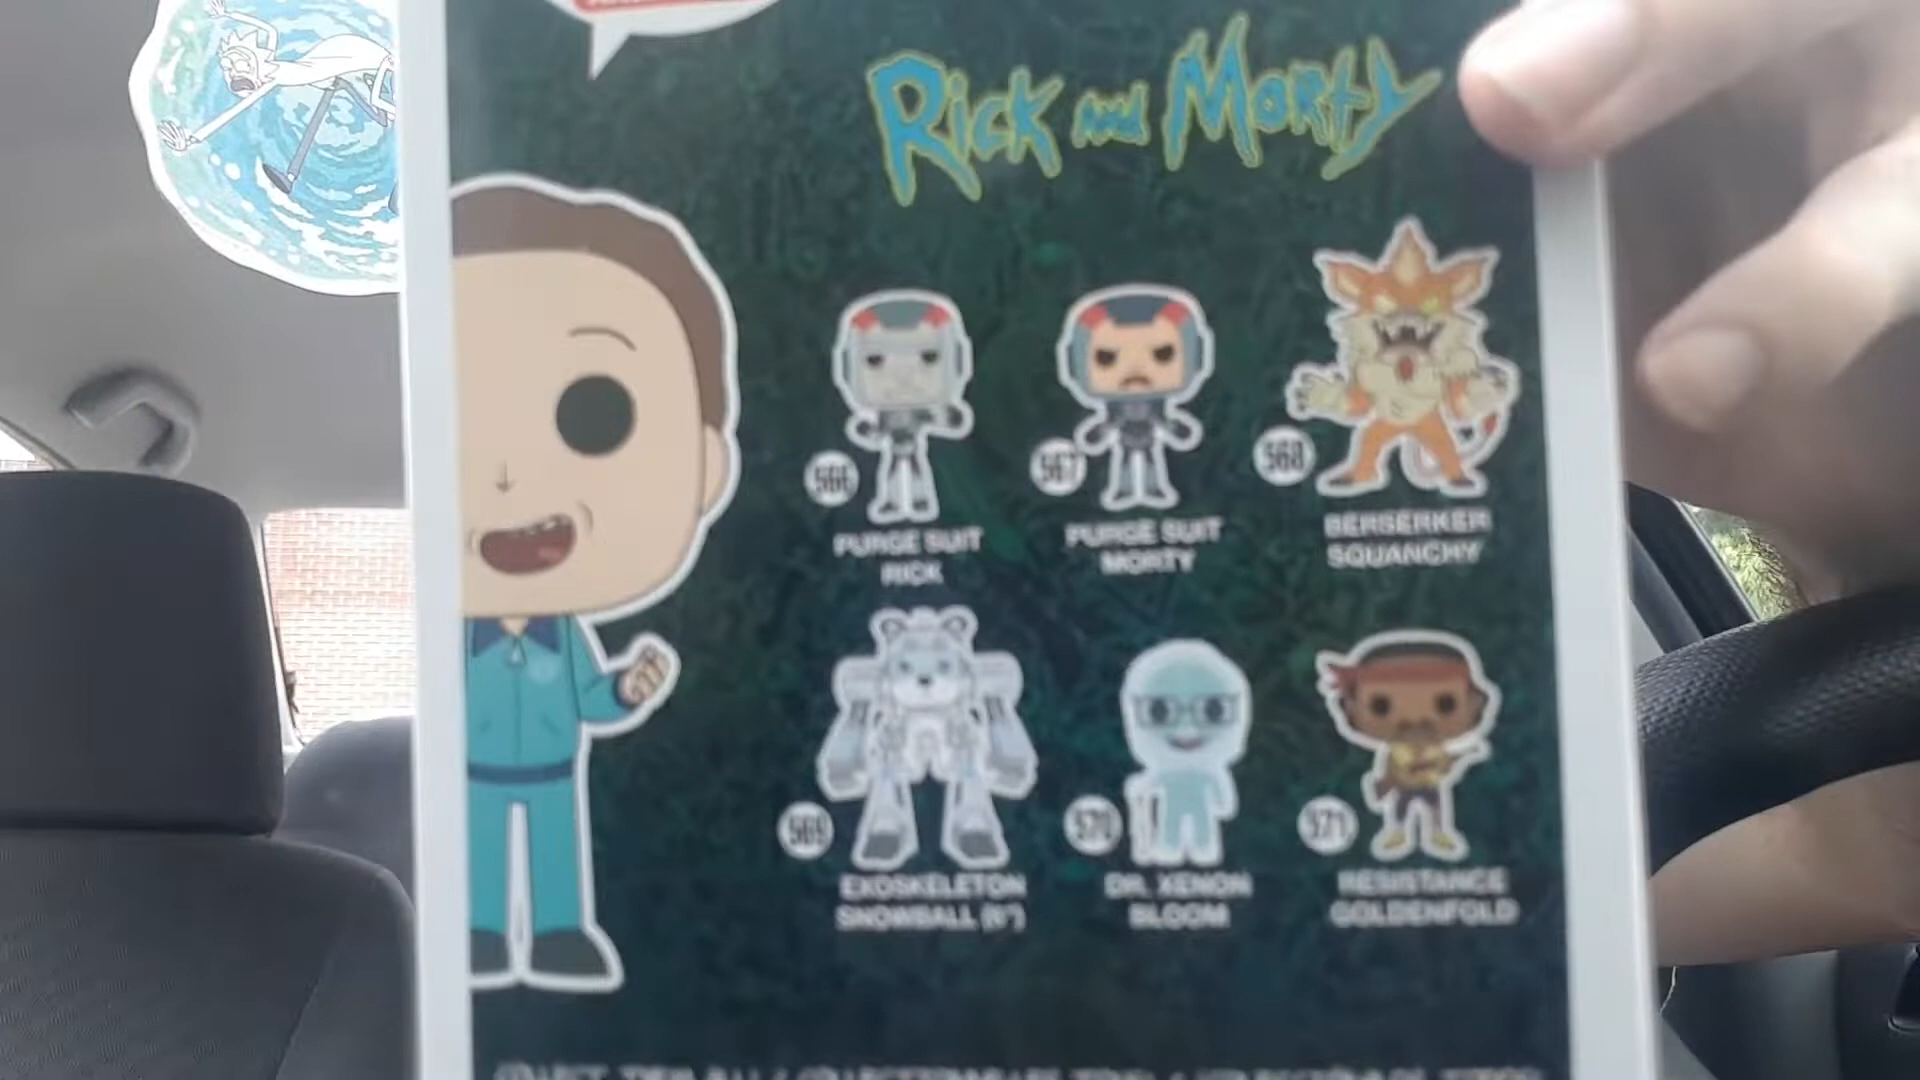 Rick and Morty
566
567
568
PURGE SUIT
RICK
PURGE SUIT
MORTY
BERSERKER
SQUANCHY
569
570
571
EXOSKELETON
SNOWBALL (6")
DR. XENON
BLOOM
RESISTANCE
GOLDENFOLD